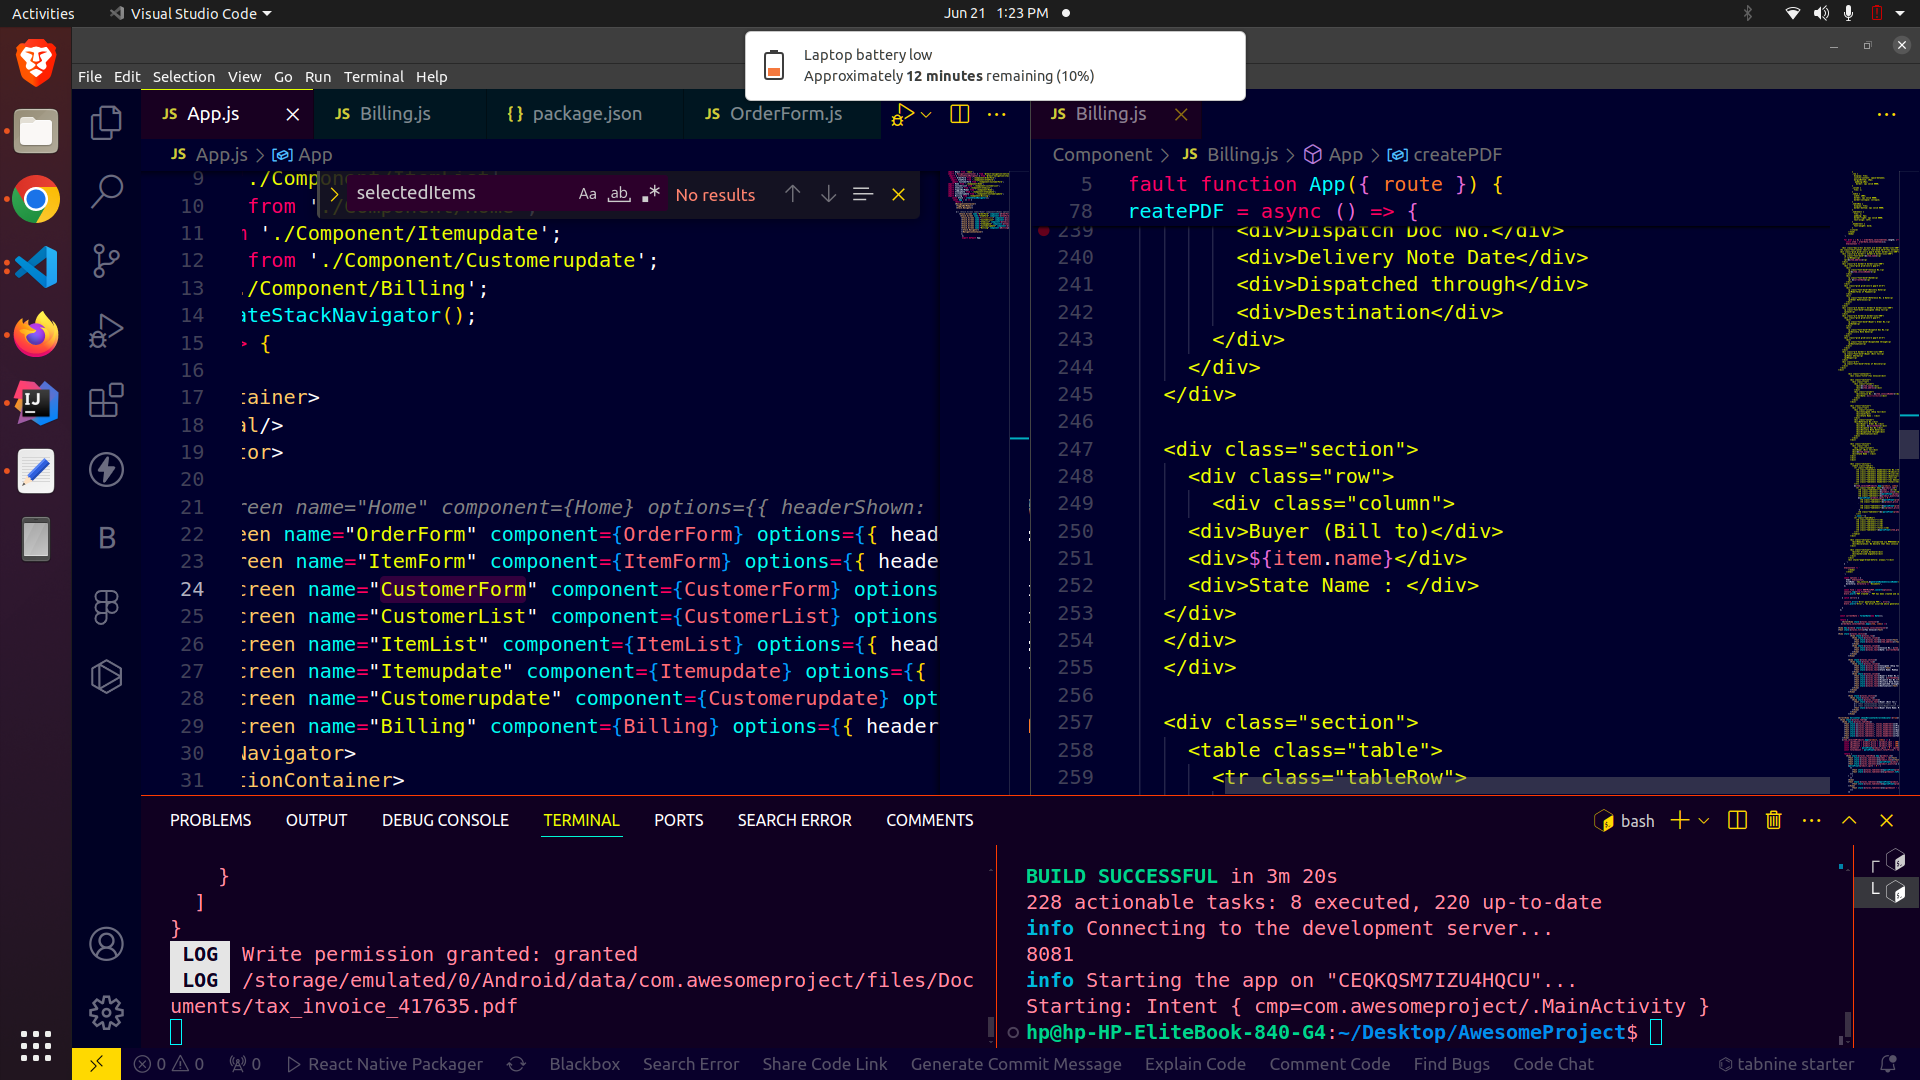 Activities
Visual Studio Code
Jun 21 1:23 PM
Laptop battery low
Approximately 12 minutes remaining (10%)
File Edit Selection View Go Run Terminal Help
JS App.js
JS Billing.js
{} package.json
JS OrderForm.js
JS Billing.js
JS App.js > App
Component > JS Billing.js > App > createPDF
selectedItems
Aa ab .*
No results
9
10 from
11 './Component/Itemupdate';
12 from './Component/Customerupdate';
13 ./Component/Billing';
14 ateStackNavigator();
15 > {
16
17 tainer>
18 al/>
19 tor>
20
21 reen name="Home" component={Home} options={{ headerShown:
22 een name="OrderForm" component={OrderForm} options={{ head
23 reen name="ItemForm" component={ItemForm} options={{ heade
24 creen name="CustomerForm" component={CustomerForm} options
25 creen name="CustomerList" component={CustomerList} options
26 creen name="ItemList" component={ItemList} options={{ head
27 creen name="Itemupdate" component={Itemupdate} options={{
28 creen name="Customerupdate" component={Customerupdate} opt
29 creen name="Billing" component={Billing} options={{ header
30 Navigator>
31 tionContainer>
5 fault function App({ route }) {
78 reatePDF = async () => {
239 <div>Dispatch Doc No.</div>
240 <div>Delivery Note Date</div>
241 <div>Dispatched through</div>
242 <div>Destination</div>
243 </div>
244 </div>
245 </div>
246
247 <div class="section">
248 <div class="row">
249 <div class="column">
250 <div>Buyer (Bill to)</div>
251 <div>${item.name}</div>
252 <div>State Name : </div>
253 </div>
254 </div>
255 </div>
256
257 <div class="section">
258 <table class="table">
259 <tr class="tableRow">
PROBLEMS OUTPUT DEBUG CONSOLE TERMINAL PORTS SEARCH ERROR COMMENTS
bash
}
]
}
LOG Write permission granted: granted
LOG /storage/emulated/0/Android/data/com.awesomeproject/files/Doc
uments/tax_invoice_417635.pdf
BUILD SUCCESSFUL in 3m 20s
228 actionable tasks: 8 executed, 220 up-to-date
info Connecting to the development server...
8081
info Starting the app on "CEQKQSM7IZU4HQCU"...
Starting: Intent { cmp=com.awesomeproject/.MainActivity }
hp@hp-HP-EliteBook-840-G4:~/Desktop/AwesomeProject$
0 0 0 React Native Packager Blackbox Search Error Share Code Link Generate Commit Message Explain Code Comment Code Find Bugs Code Chat tabnine starter